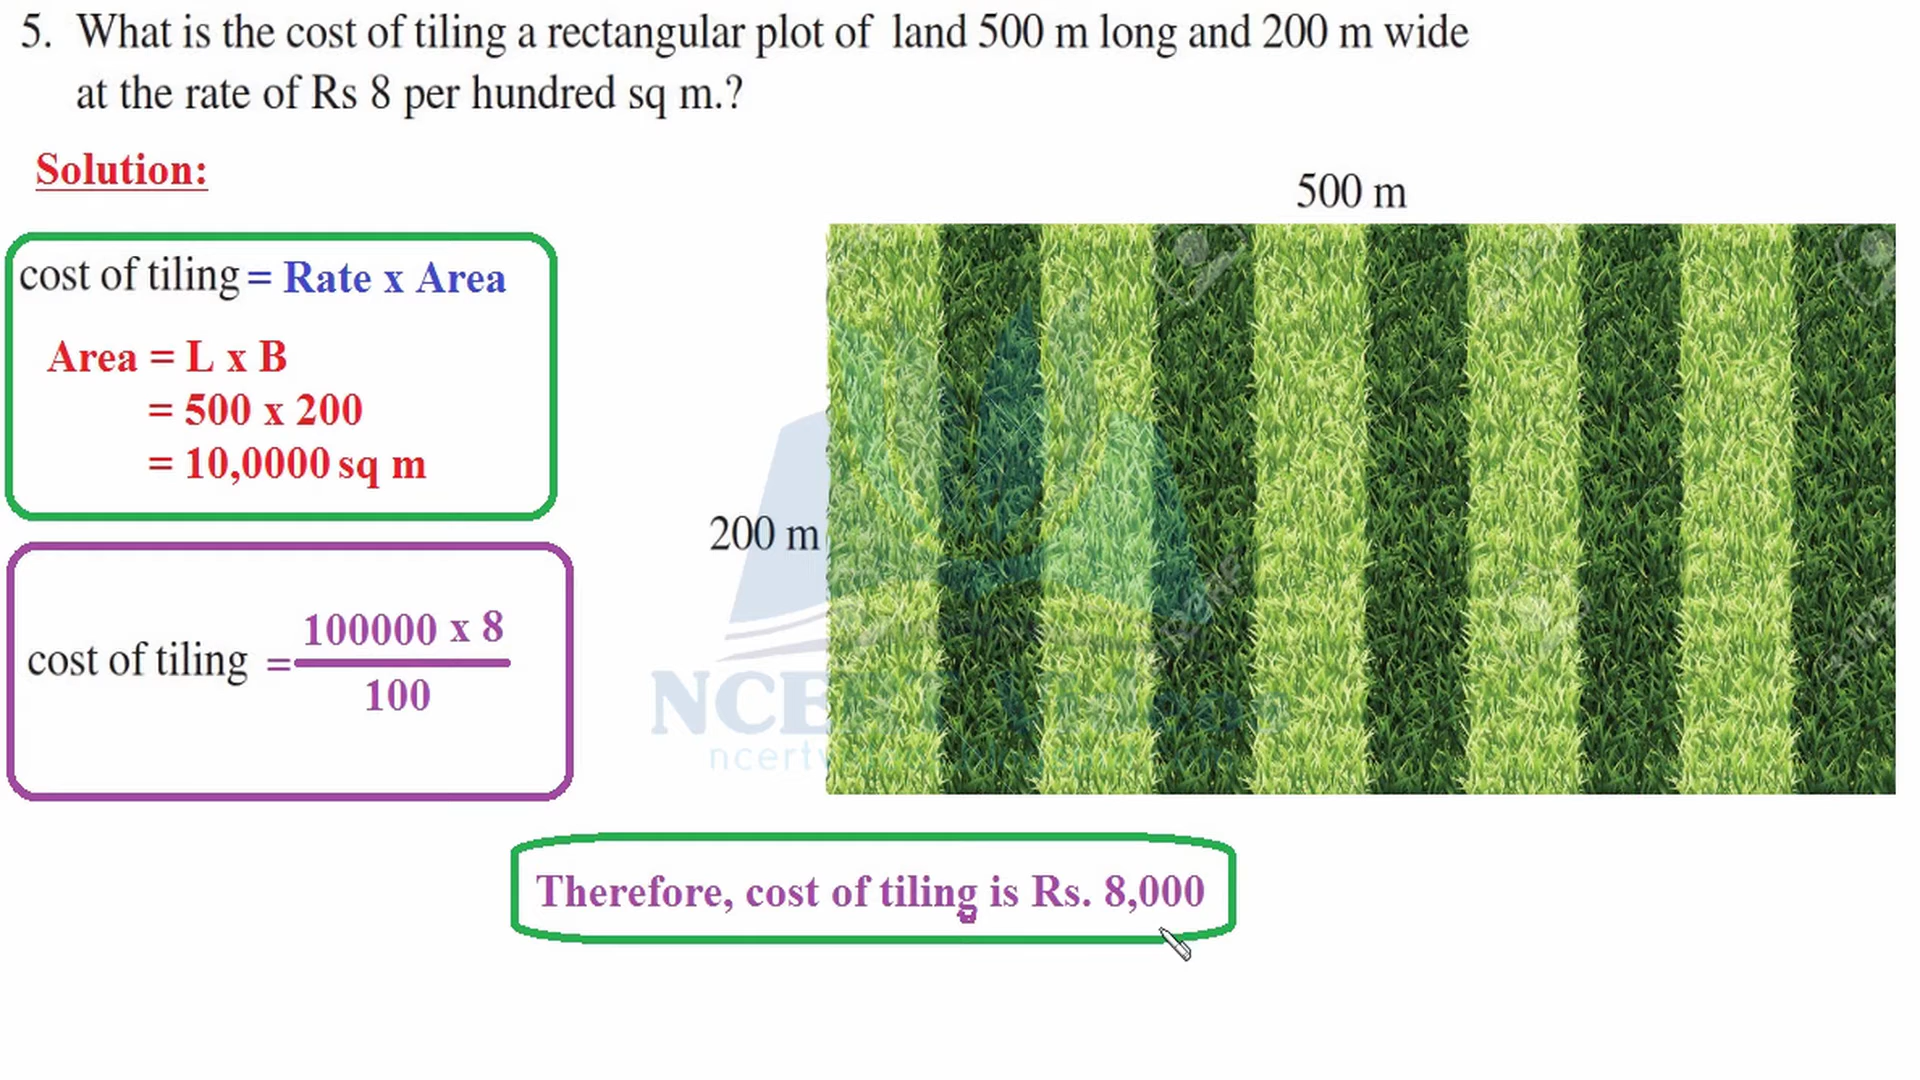 5. What is the cost of tiling a rectangular plot of land 500 m long and 200 m wide
at the rate of Rs 8 per hundred sq m.?
Solution:
500 m
cost of tiling = Rate x Area
Area = L x B
= 500 x 200
= 10,0000 sq m
200 m
cost of tiling = 100000 x 8
100
NCERT
Therefore, cost of tiling is Rs. 8,000